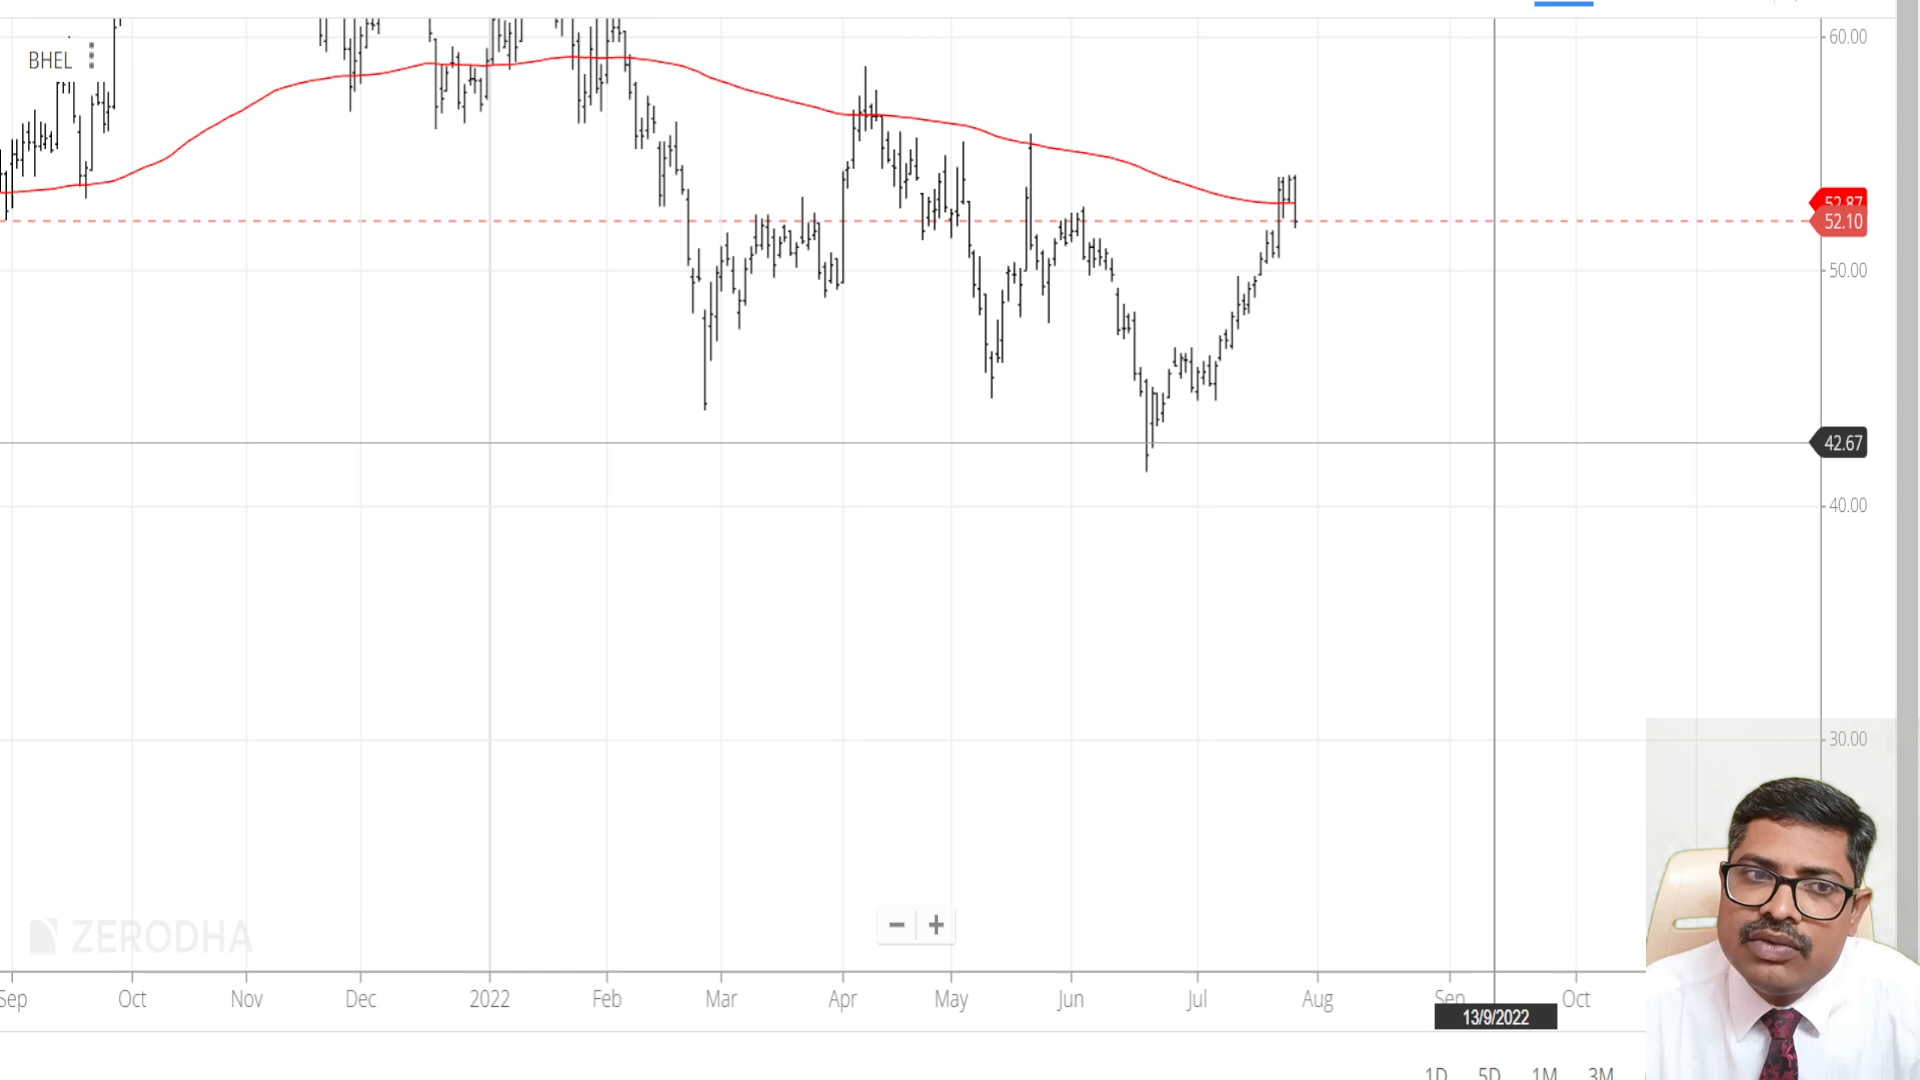 60.00
BHEL
52.87
52.10
50.00
42.67
40.00
30.00
ZERODHA
Sep Oct Nov Dec 2022 Feb Mar Apr May Jun Jul Aug Sep Oct
13/9/2022
1D 5D 1M 3M